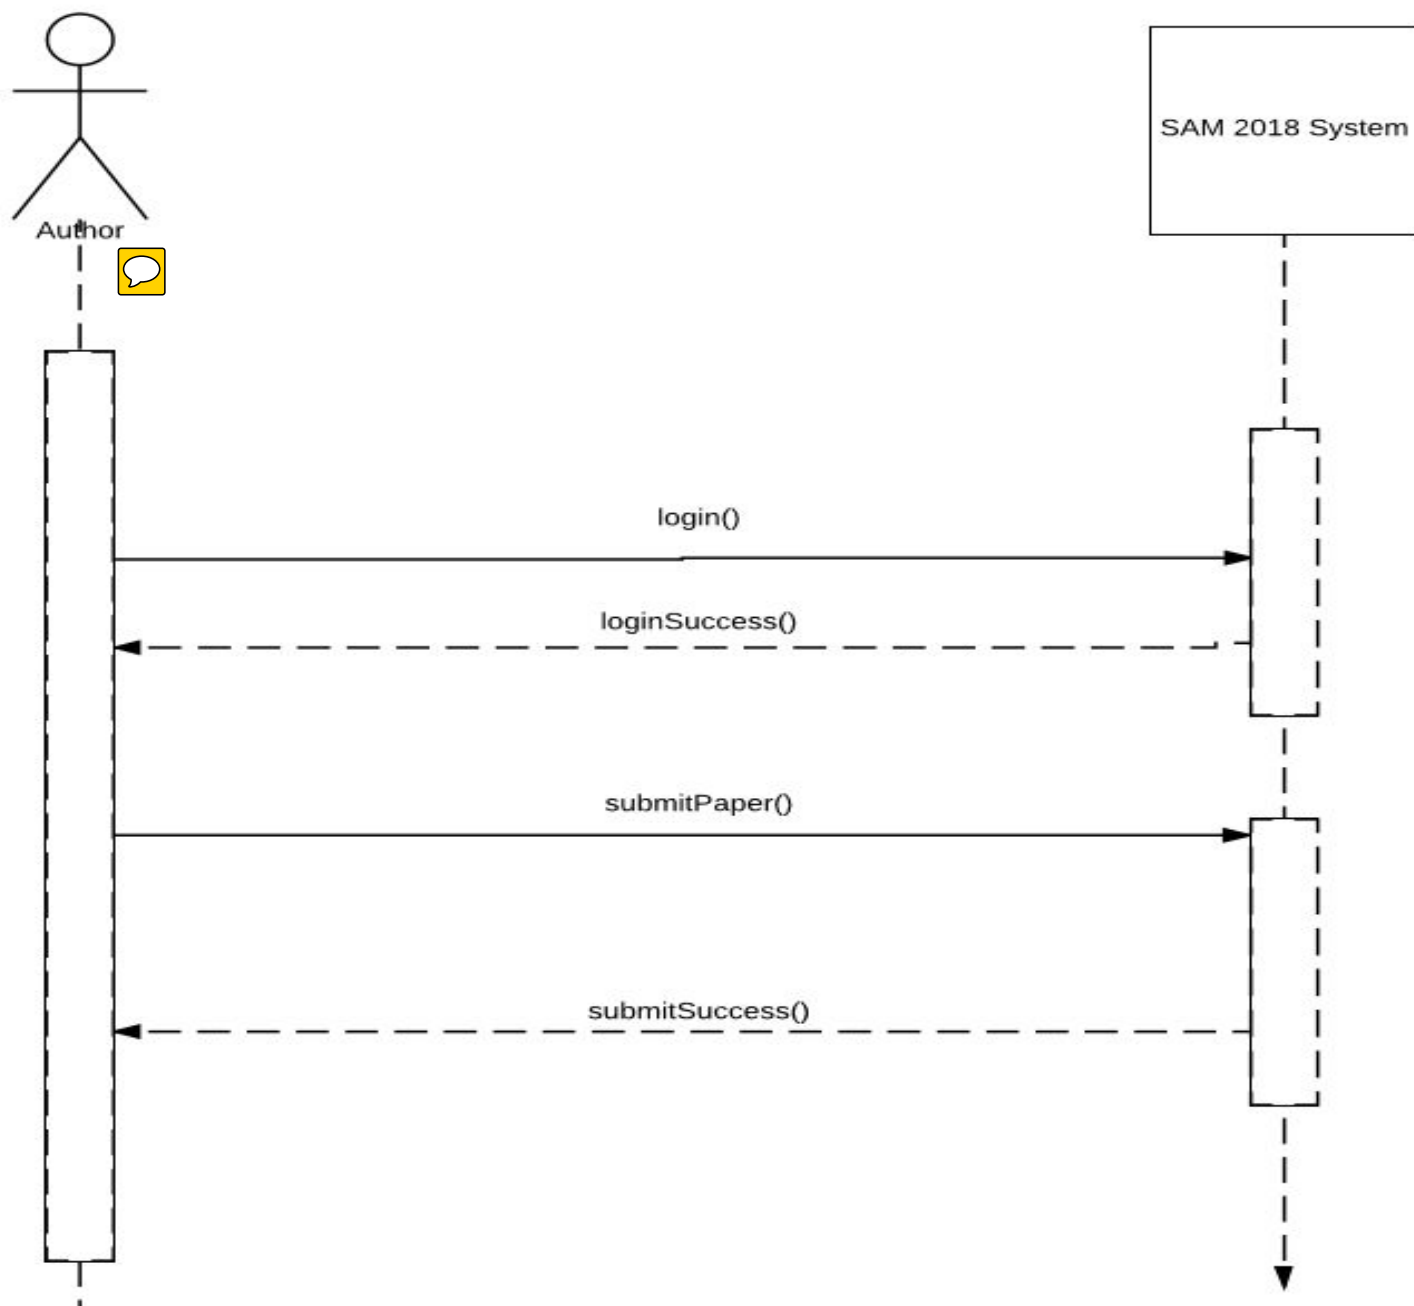 SAM 2018 System
Author
login()
loginSuccess()
submitPaper()
submitSuccess()